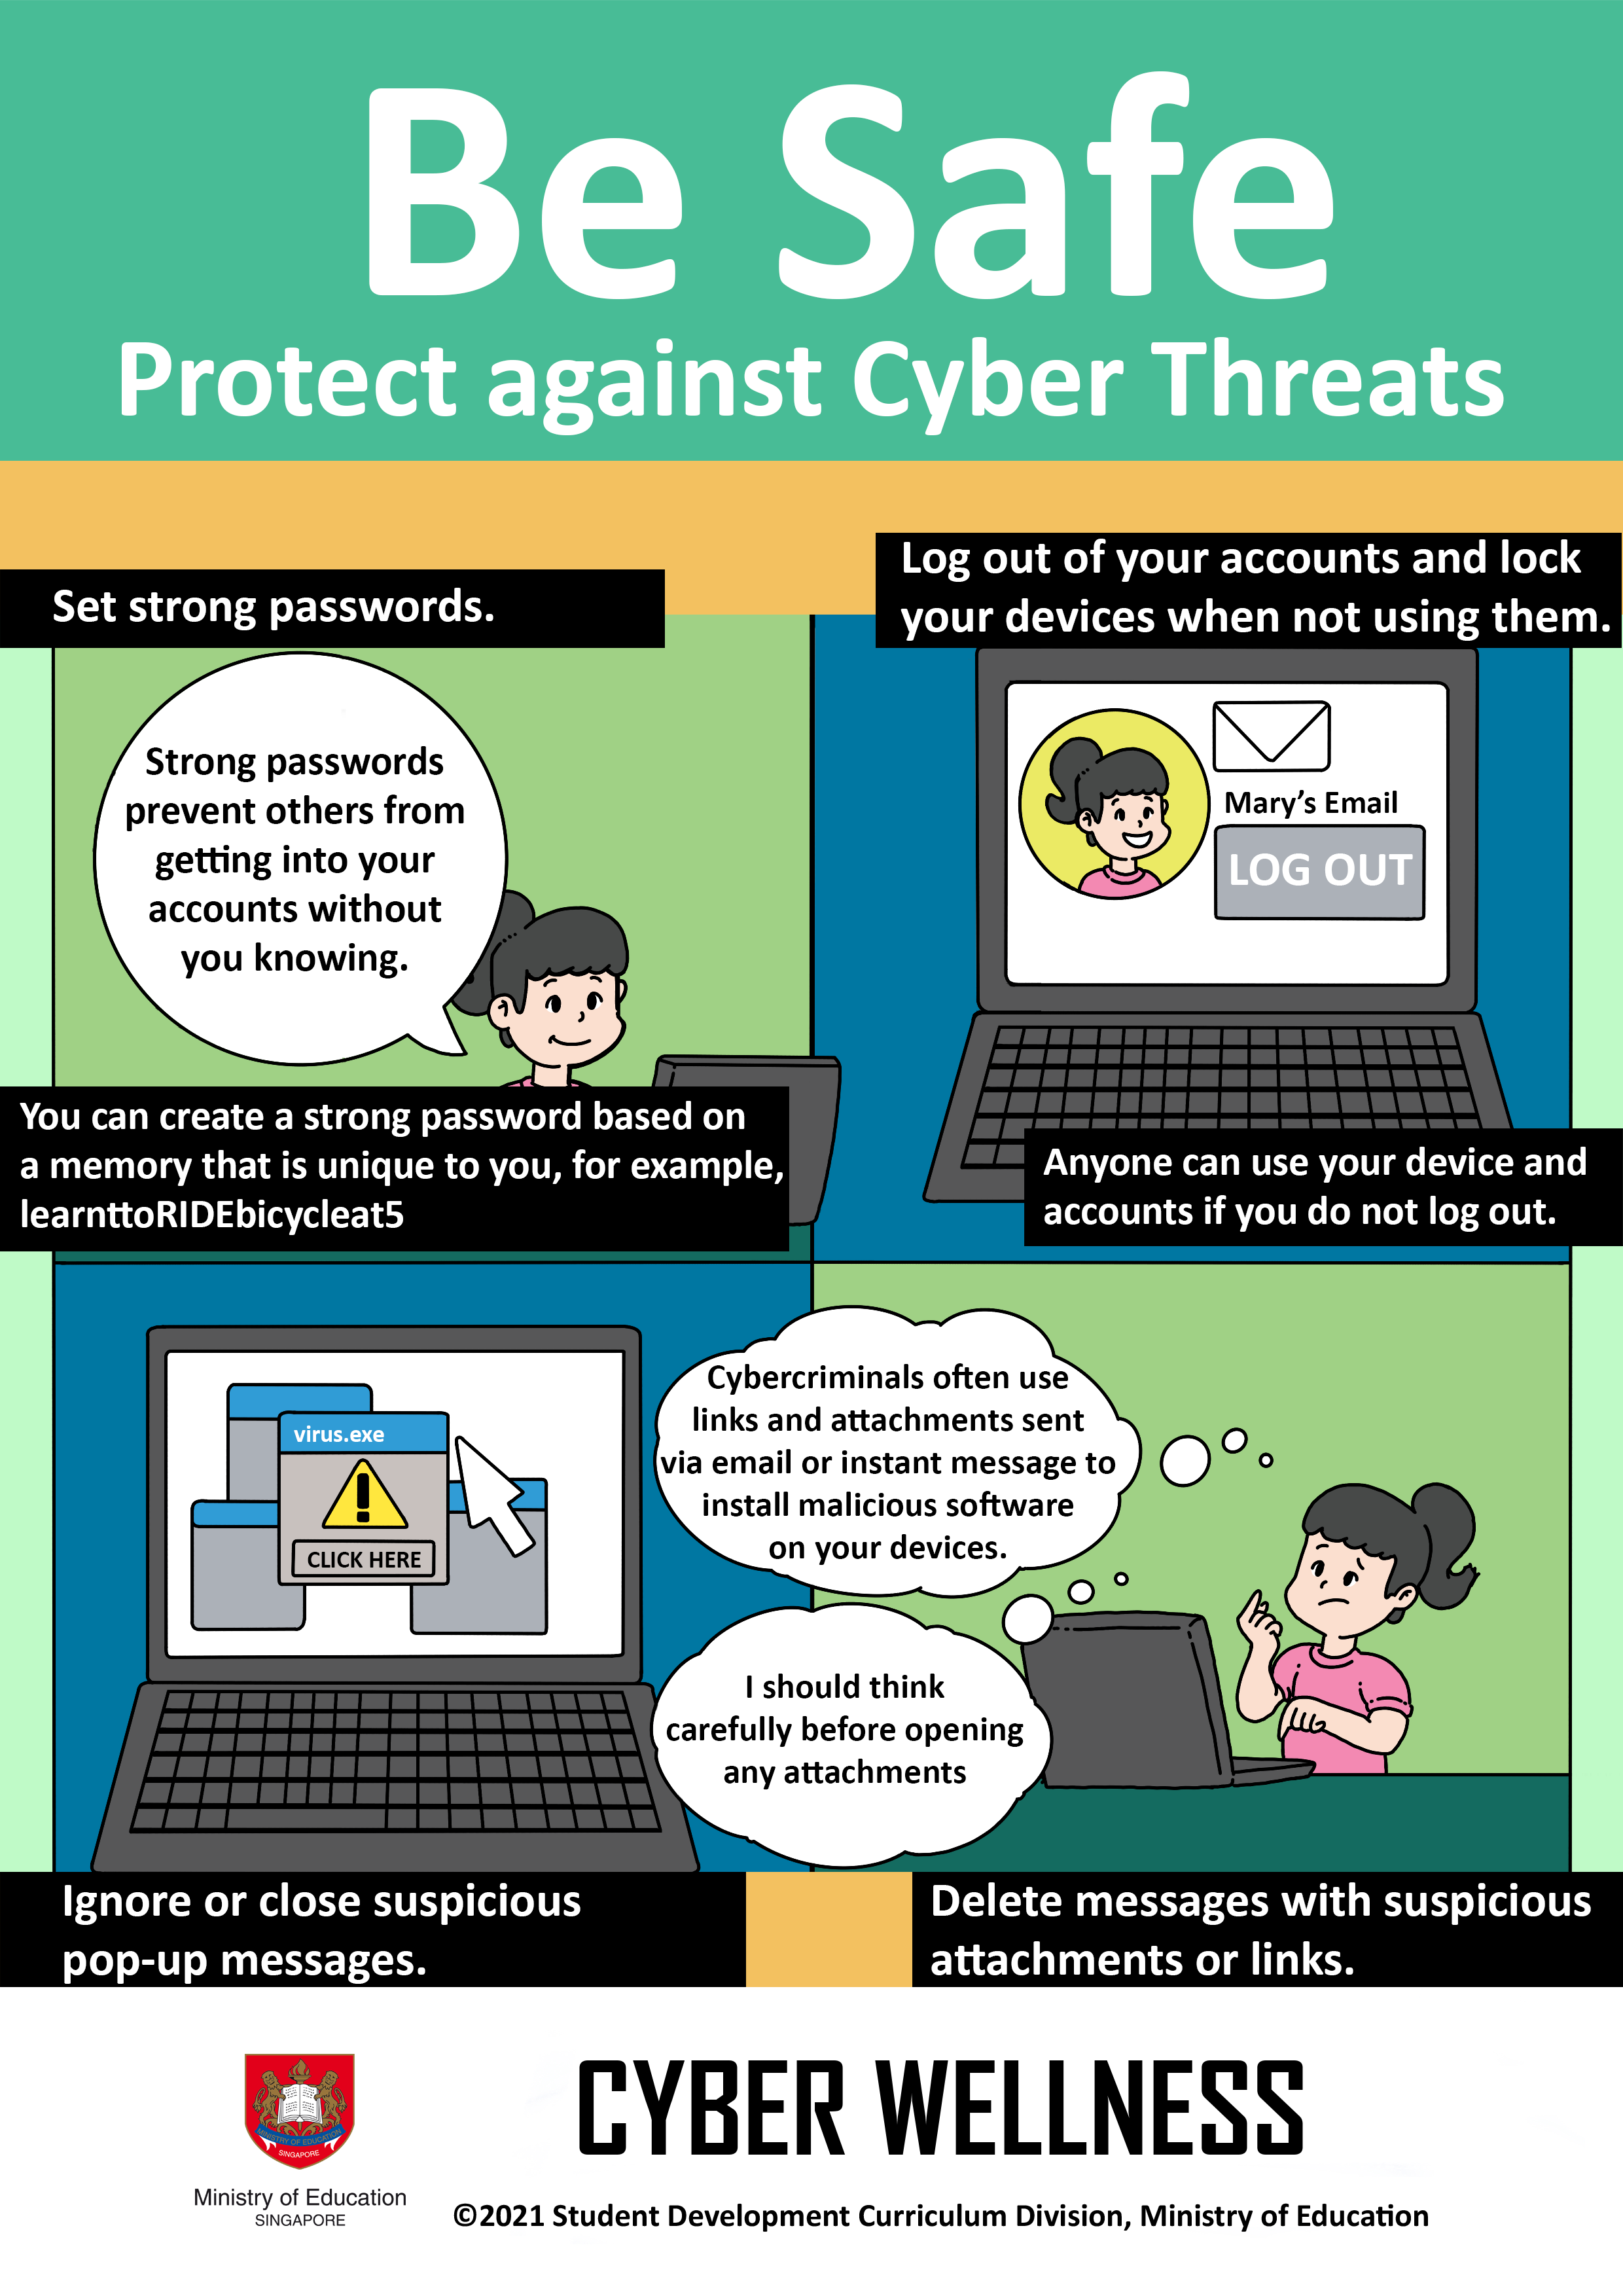 Be Safe
Protect against Cyber Threats
Set strong passwords.
Strong passwords
prevent others from
getting into your
accounts without
you knowing.
You can create a strong password based on
a memory that is unique to you, for example,
learnttoRIDEbicycleat5
Log out of your accounts and lock
your devices when not using them.
Mary's Email
LOG OUT
Anyone can use your device and
accounts if you do not log out.
virus.exe
CLICK HERE
Ignore or close suspicious
pop-up messages.
Cybercriminals often use
links and attachments sent
via email or instant message to
install malicious software
on your devices.
I should think
carefully before opening
any attachments
Delete messages with suspicious
attachments or links.
MINISTRY OF EDUCATION
SINGAPORE
Ministry of Education
SINGAPORE
CYBER WELLNESS
©2021 Student Development Curriculum Division, Ministry of Education